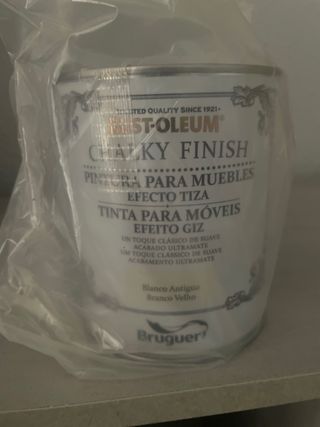 TRUSTED QUALITY SINCE 1921
RUST-OLEUM
CHALKY FINISH
PINTURA PARA MUEBLES
EFECTO TIZA
TINTA PARA MÓVEIS
EFEITO GIZ
UN TOQUE CLÁSICO DE SUAVE
ACABADO ULTRAMATE
UM TOQUE CLÁSSICO DE SUAVE
ACABAMENTO ULTRAMATE
Blanco Antiguo
Branco Velho
Bruguer